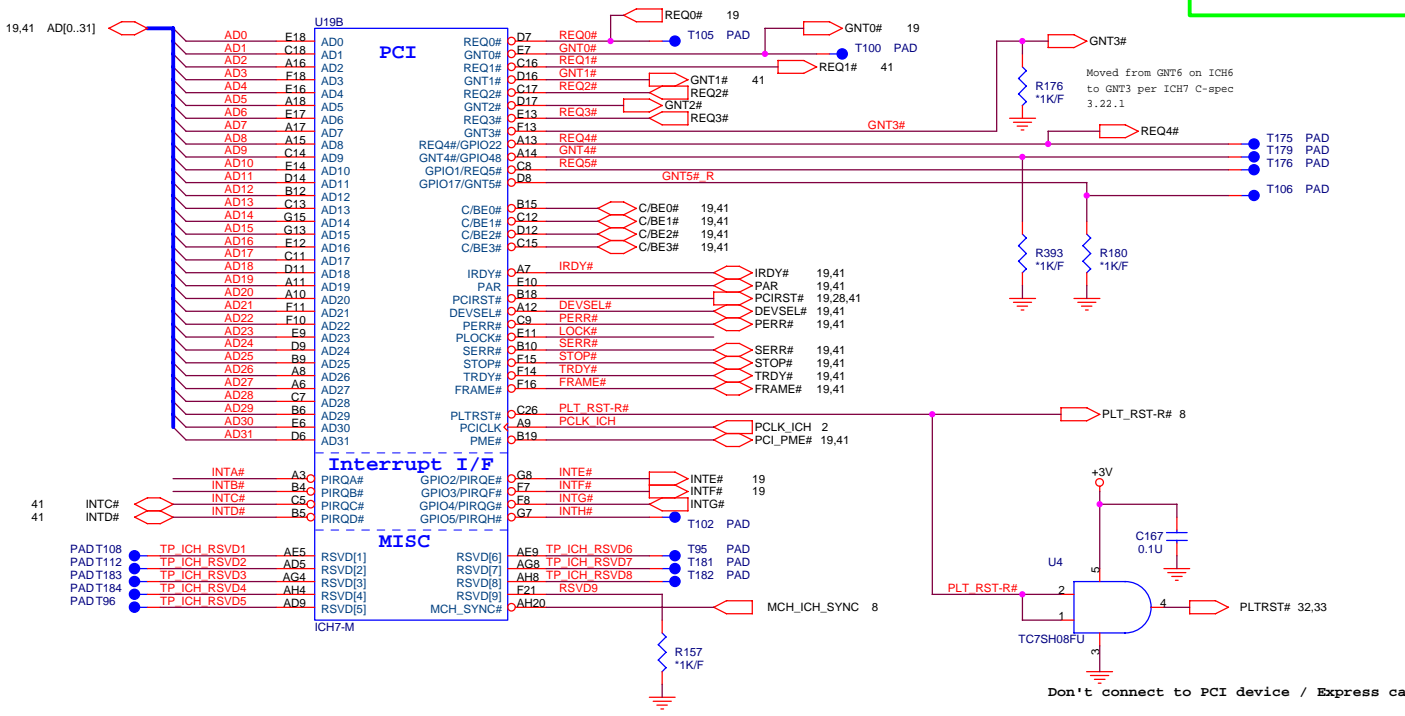 19,41 AD[0..31]
U19B
PCI
AD0 E18 AD0
AD1 C18 AD1
AD2 A16 AD2
AD3 F18 AD3
AD4 E16 AD4
AD5 A18 AD5
AD6 E17 AD6
AD7 A17 AD7
AD8 A15 AD8
AD9 C14 AD9
AD10 E14 AD10
AD11 D14 AD11
AD12 B12 AD12
AD13 C13 AD13
AD14 G15 AD14
AD15 G13 AD15
AD16 E12 AD16
AD17 C11 AD17
AD18 D11 AD18
AD19 A11 AD19
AD20 A10 AD20
AD21 F11 AD21
AD22 F10 AD22
AD23 E9 AD23
AD24 D9 AD24
AD25 B9 AD25
AD26 A8 AD26
AD27 A6 AD27
AD28 C7 AD28
AD29 B6 AD29
AD30 E6 AD30
AD31 D6 AD31
REQ0# D7 REQ0#
GNT0# E7 GNT0#
REQ1# C16 REQ1#
GNT1# D16 GNT1#
REQ2# C17 REQ2#
GNT2# D17
REQ3# E13 REQ3#
GNT3# F13 GNT3#
REQ4#/GPIO22 A13 REQ4#
GNT4#/GPIO48 A14 GNT4#
GPIO1/REQ5# C8 REQ5#
GPIO17/GNT5# D8 GNT5#_R
REQ0# 19
T105 PAD
GNT0# 19
T100 PAD
REQ1# 41
GNT1# 41
REQ2#
GNT2#
REQ3#
GNT3#
R176
*1K/F
Moved from GNT6 on ICH6
to GNT3 per ICH7 C-spec
3.22.1
REQ4#
T175 PAD
T179 PAD
T176 PAD
T106 PAD
R393
*1K/F
R180
*1K/F
C/BE0# B15 C/BE0# 19,41
C/BE1# C12 C/BE1# 19,41
C/BE2# D12 C/BE2# 19,41
C/BE3# C15 C/BE3# 19,41
IRDY# A7 IRDY# IRDY# 19,41
PAR E10 PAR 19,41
PCIRST# B18 PCIRST# 19,28,41
DEVSEL# A12 DEVSEL# DEVSEL# 19,41
PERR# C9 PERR# PERR# 19,41
PLOCK# E11 LOCK#
SERR# B10 SERR# SERR# 19,41
STOP# F15 STOP# STOP# 19,41
TRDY# F14 TRDY# TRDY# 19,41
FRAME# F16 FRAME# FRAME# 19,41
PLTRST# C26 PLT_RST-R# PLT_RST-R# 8
PCICLK A9 PCLK_ICH PCLK_ICH 2
PME# B19 PCI_PME# 19,41
Interrupt I/F
INTA# A3 PIRQA#
INTB# B4 PIRQB#
41 INTC# INTC# C5 PIRQC#
41 INTD# INTD# B5 PIRQD#
GPIO2/PIRQE# G8 INTE# INTE# 19
GPIO3/PIRQF# F7 INTF# INTF# 19
GPIO4/PIRQG# F8 INTG# INTG#
GPIO5/PIRQH# G7 INTH# T102 PAD
MISC
PAD T108 TP_ICH_RSVD1 AE5 RSVD[1]
PAD T112 TP_ICH_RSVD2 AD5 RSVD[2]
PAD T183 TP_ICH_RSVD3 AG4 RSVD[3]
PAD T184 TP_ICH_RSVD4 AH4 RSVD[4]
PAD T96 TP_ICH_RSVD5 AD9 RSVD[5]
RSVD[6] AE9 TP_ICH_RSVD6 T95 PAD
RSVD[7] AG8 TP_ICH_RSVD7 T181 PAD
RSVD[8] AH8 TP_ICH_RSVD8 T182 PAD
RSVD[9] F21 RSVD9
MCH_SYNC# AH20 MCH_ICH_SYNC 8
ICH7-M
R157
*1K/F
+3V
C167
0.1U
U4
5
PLT_RST-R# 2
1
4 PLTRST# 32,33
TC7SH08FU
3
Don't connect to PCI device / Express ca